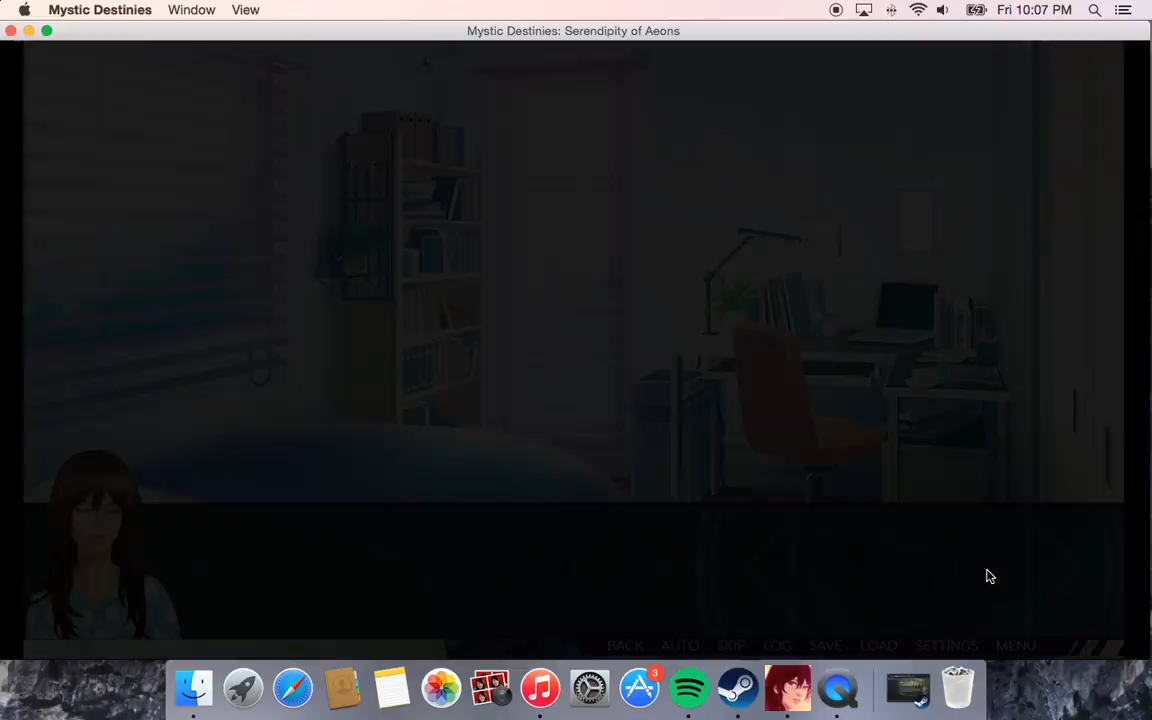 Mystic Destinies Window View Fri 10:07 PM
Mystic Destinies: Serendipity of Aeons
BACK AUTO SKIP LOG SAVE LOAD SETTINGS MENU
3